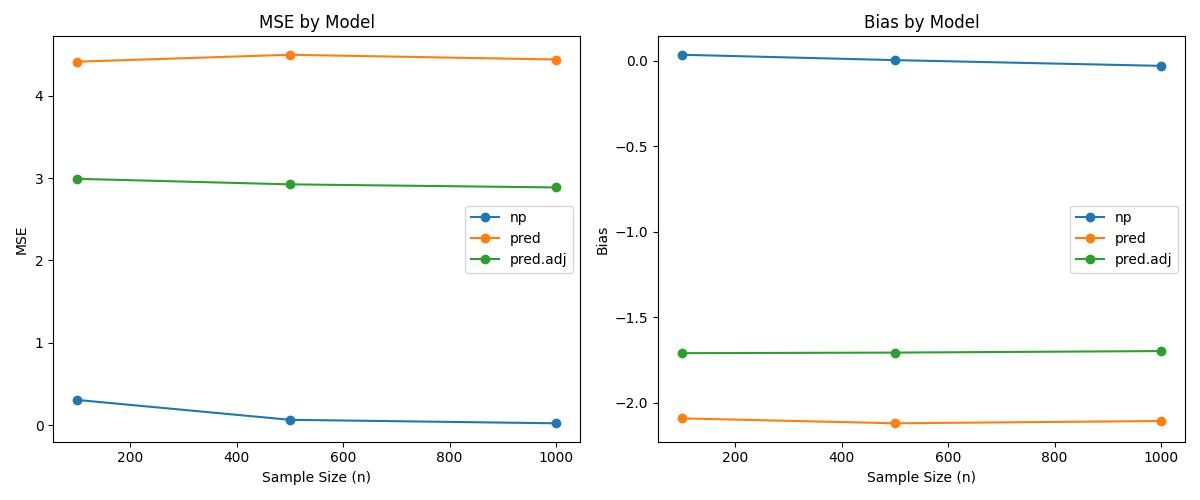 MSE by Model
4
3
2
1
0
MSE
200
400
600
800
1000
Sample Size (n)
np
pred
pred.adj
Bias by Model
0.0
−0.5
−1.0
−1.5
−2.0
Bias
200
400
600
800
1000
Sample Size (n)
np
pred
pred.adj